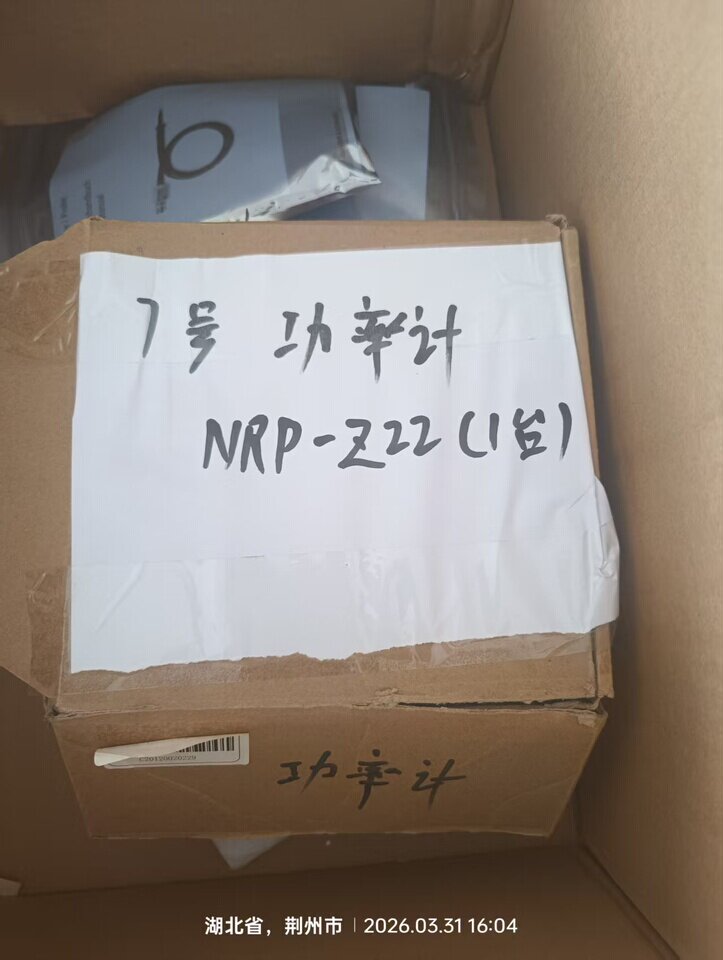 7号 功率计
NRP-Z22(1台)
C20120020229
功率计
湖北省，荆州市 | 2026.03.31 16:04